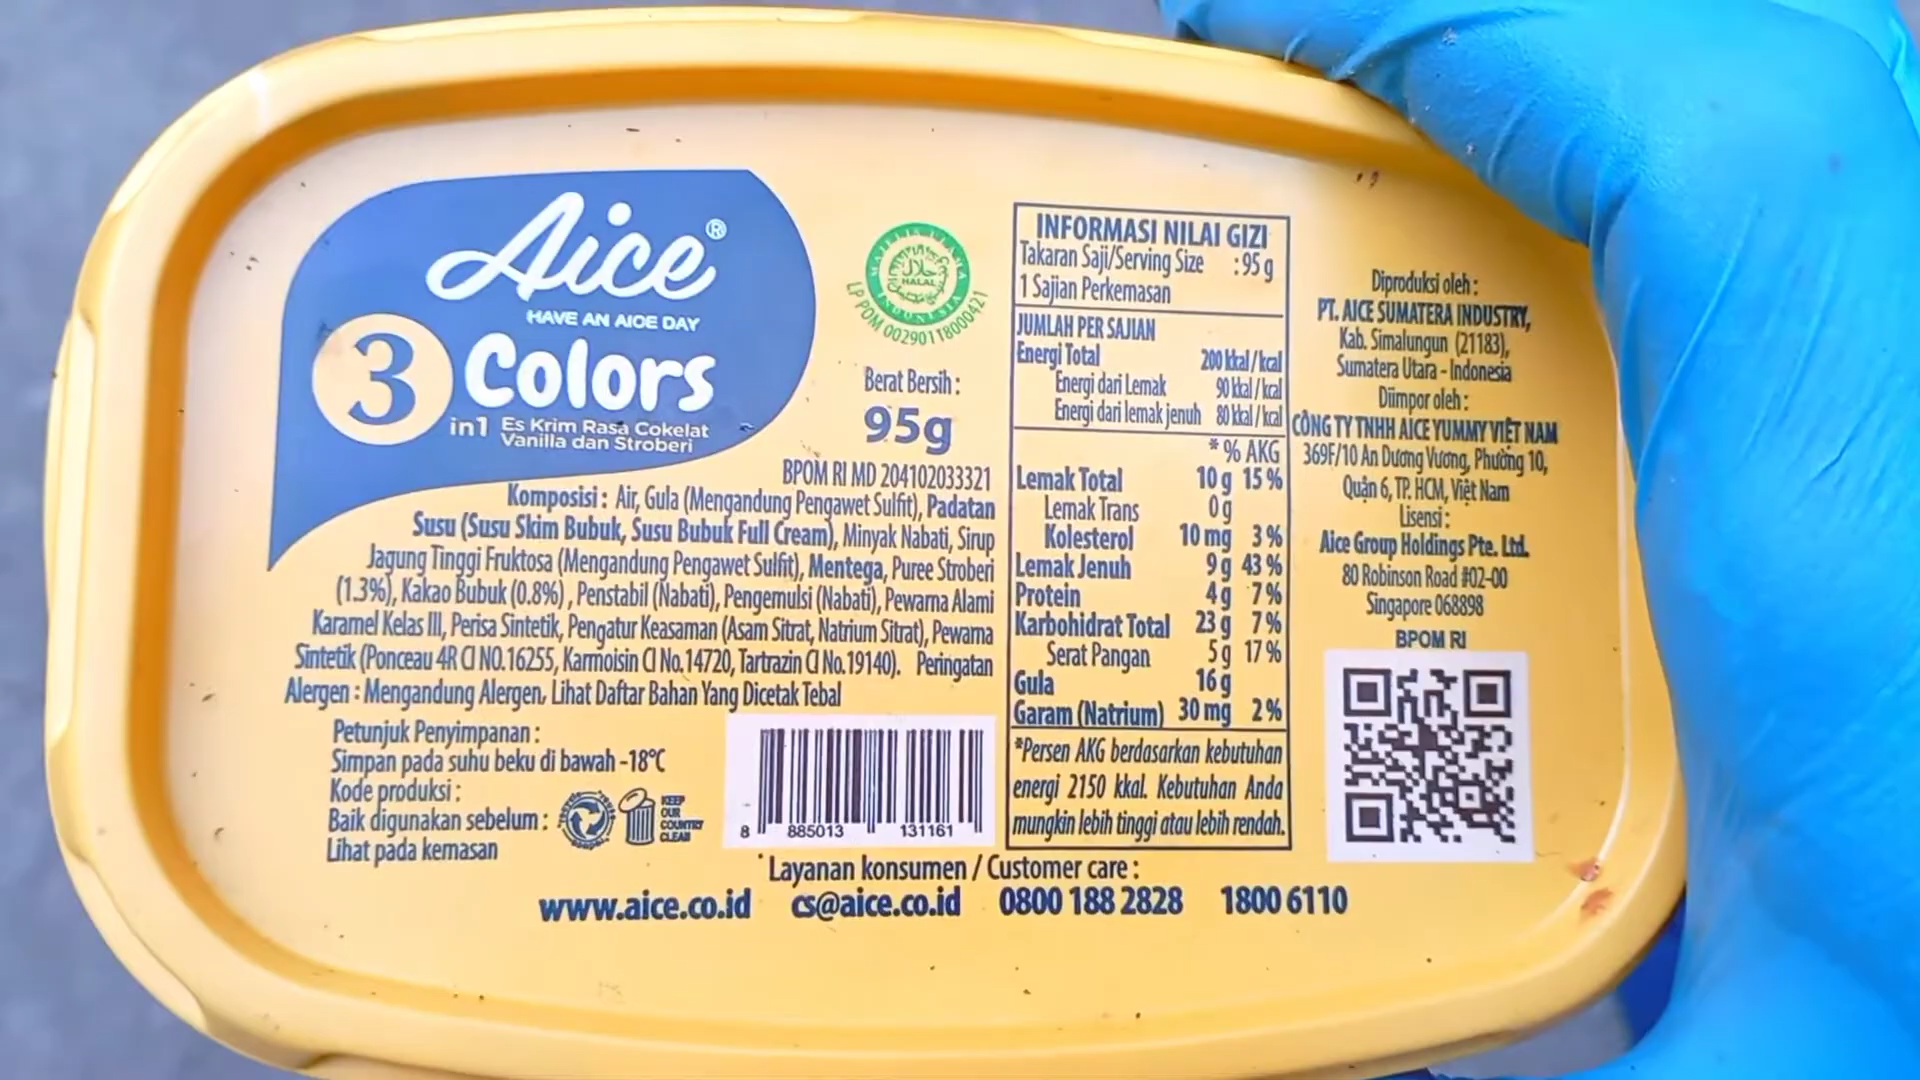 Aice®
HAVE AN AICE DAY
3 Colors
in1 Es Krim Rasa Cokelat
Vanilla dan Stroberi
MAJELIS ULAMA INDONESIA
حلال
HALAL
LP POM 00290118000421
Berat Bersih :
95g
BPOM RI MD 204102033321
Komposisi : Air, Gula (Mengandung Pengawet Sulfit), Padatan
Susu (Susu Skim Bubuk, Susu Bubuk Full Cream), Minyak Nabati, Sirup
Jagung Tinggi Fruktosa (Mengandung Pengawet Sulfit), Mentega, Puree Stroberi
(1.3%), Kakao Bubuk (0.8%), Penstabil (Nabati), Pengemulsi (Nabati), Pewarna Alami
Karamel Kelas III, Perisa Sintetik, Pengatur Keasaman (Asam Sitrat, Natrium Sitrat), Pewarna
Sintetik (Ponceau 4R CI NO.16255, Karmoisin CI No.14720, Tartrazin CI No.19140). Peringatan
Alergen : Mengandung Alergen, Lihat Daftar Bahan Yang Dicetak Tebal
Petunjuk Penyimpanan :
Simpan pada suhu beku di bawah -18°C
Kode produksi :
Baik digunakan sebelum :
Lihat pada kemasan
KEEP
OUR
COUNTRY
CLEAN
8 885013 131161
INFORMASI NILAI GIZI
Takaran Saji/Serving Size : 95 g
1 Sajian Perkemasan
JUMLAH PER SAJIAN
Energi Total 200 kkal/kcal
Energi dari Lemak 90 kkal/kcal
Energi dari lemak jenuh 80 kkal/kcal
* % AKG
Lemak Total 10 g 15 %
Lemak Trans 0 g
Kolesterol 10 mg 3 %
Lemak Jenuh 9 g 43 %
Protein 4 g 7 %
Karbohidrat Total 23 g 7 %
Serat Pangan 5 g 17 %
Gula 16 g
Garam (Natrium) 30 mg 2 %
*Persen AKG berdasarkan kebutuhan
energi 2150 kkal. Kebutuhan Anda
mungkin lebih tinggi atau lebih rendah.
Diproduksi oleh :
PT. AICE SUMATERA INDUSTRY,
Kab. Simalungun (21183),
Sumatera Utara - Indonesia
Diimpor oleh :
CÔNG TY TNHH AICE YUMMY VIỆT NAM
369F/10 An Dương Vương, Phường 10,
Quận 6, TP. HCM, Việt Nam
Lisensi :
Aice Group Holdings Pte. Ltd.
80 Robinson Road #02-00
Singapore 068898
BPOM RI
Layanan konsumen / Customer care :
www.aice.co.id cs@aice.co.id 0800 188 2828 1800 6110